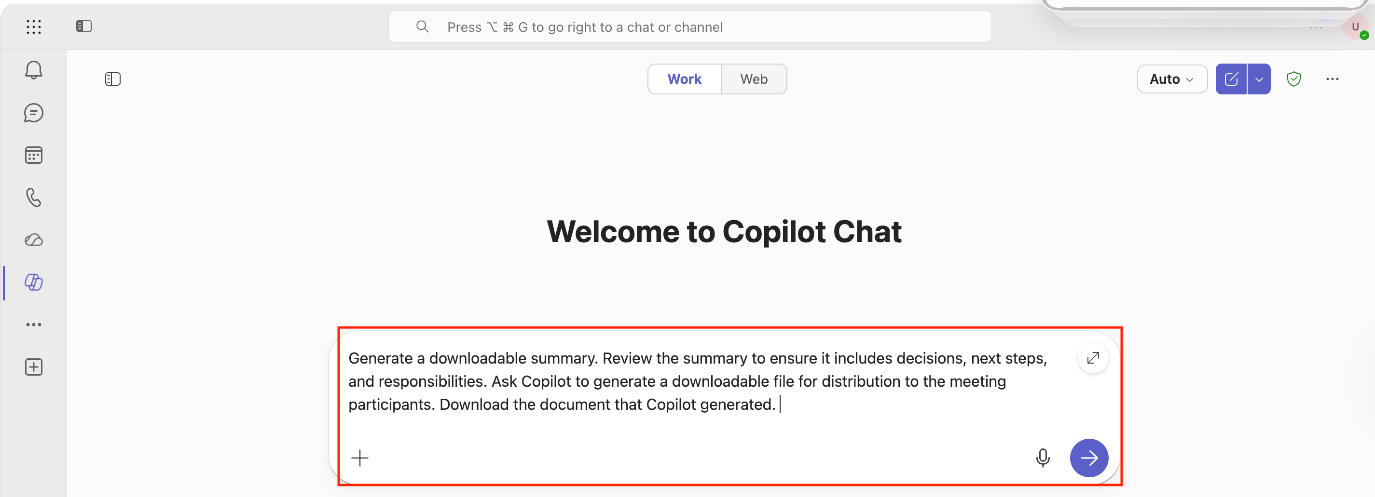 Press ⌥ ⌘ G to go right to a chat or channel
U
Work
Web
Auto
Welcome to Copilot Chat
Generate a downloadable summary. Review the summary to ensure it includes decisions, next steps,
and responsibilities. Ask Copilot to generate a downloadable file for distribution to the meeting
participants. Download the document that Copilot generated.